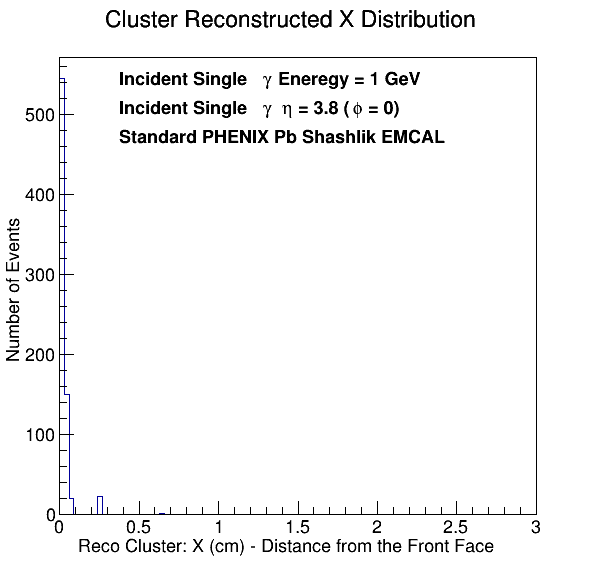 Cluster Reconstructed X Distribution
Incident Single γ Eneregy = 1 GeV
Incident Single γ η = 3.8 ( ϕ = 0)
Standard PHENIX Pb Shashlik EMCAL
Number of Events
500
400
300
200
100
0
0 0.5 1 1.5 2 2.5 3
Reco Cluster: X (cm) - Distance from the Front Face